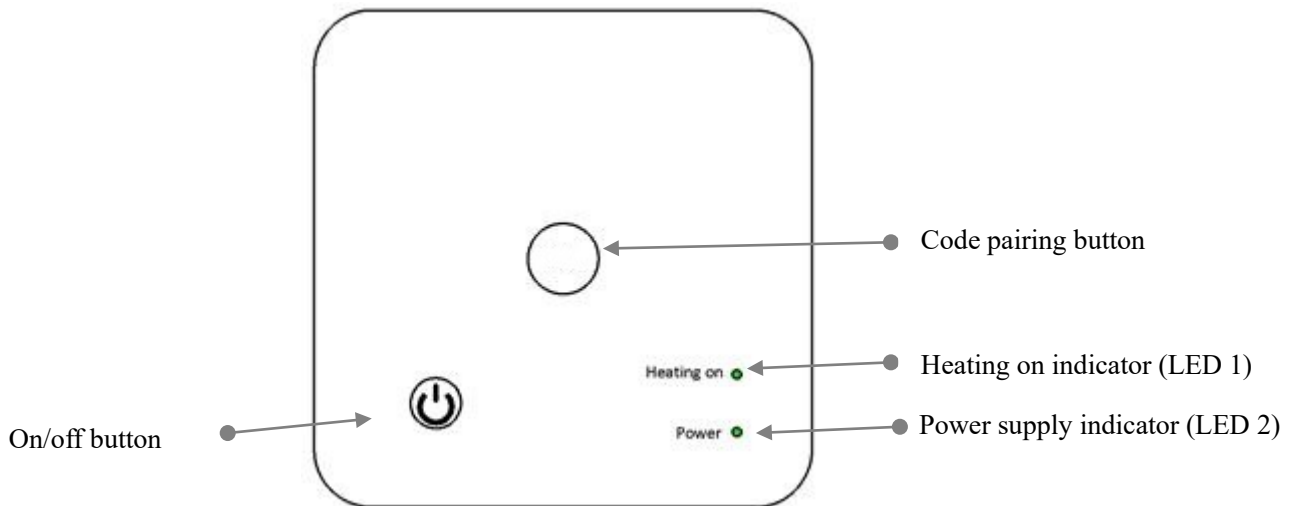 Code pairing button
Heating on
Heating on indicator (LED 1)
On/off button
Power
Power supply indicator (LED 2)